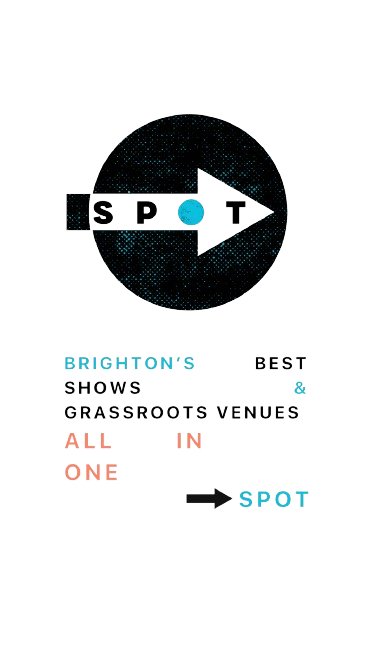 SPOT
BRIGHTON'S BEST
SHOWS &
GRASSROOTS VENUES
ALL IN
ONE
SPOT